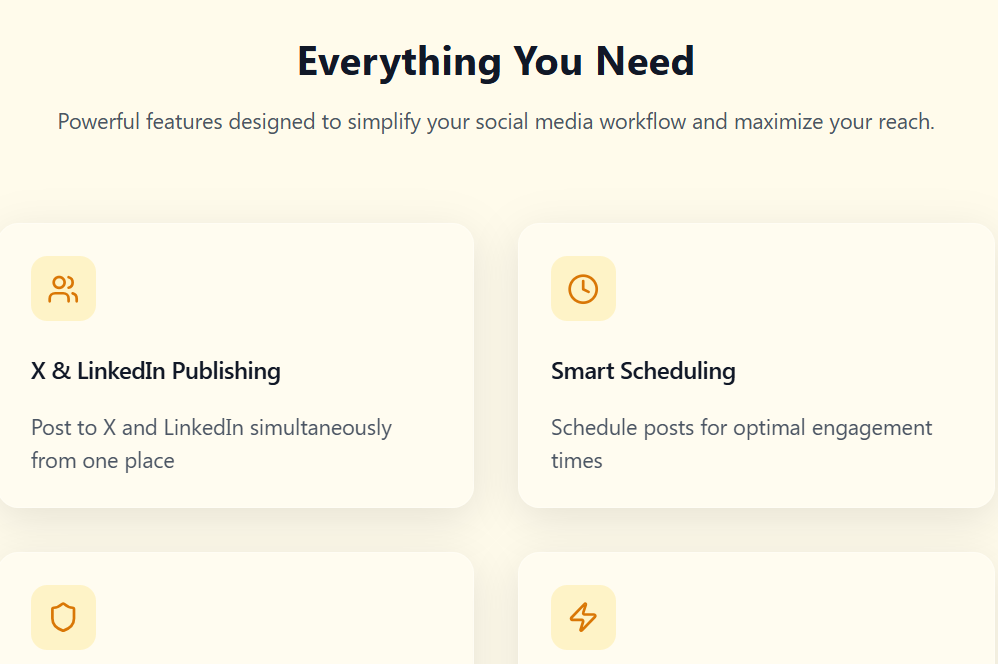 Everything You Need
Powerful features designed to simplify your social media workflow and maximize your reach.
X & LinkedIn Publishing
Post to X and LinkedIn simultaneously
from one place
Smart Scheduling
Schedule posts for optimal engagement
times